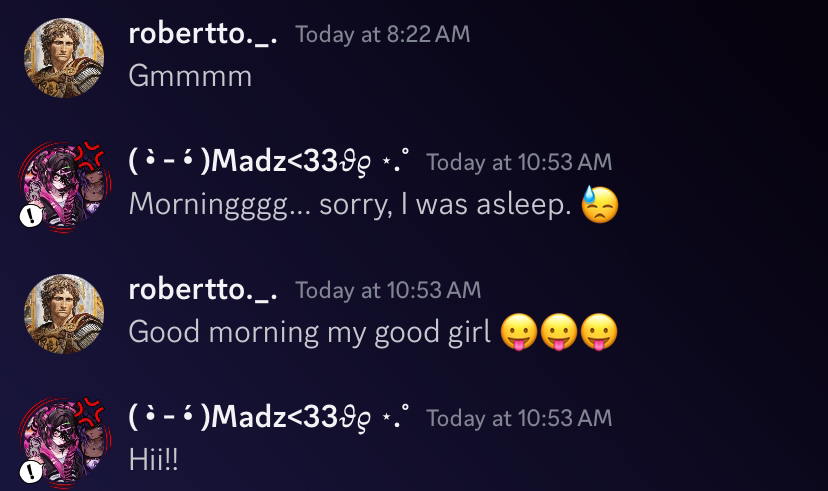 robertto._. Today at 8:22 AM
Gmmmm
(•̀-•́)Madz<33𝜗𝜚 ⋆.˚ Today at 10:53 AM
Morningggg... sorry, I was asleep. 😓
robertto._. Today at 10:53 AM
Good morning my good girl 😛😛😛
(•̀-•́)Madz<33𝜗𝜚 ⋆.˚ Today at 10:53 AM
Hii!!